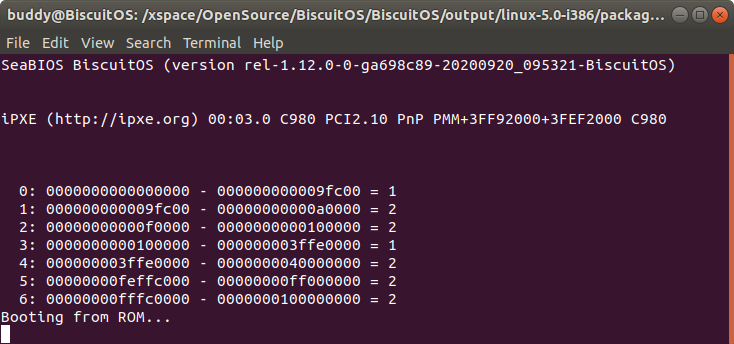 buddy@BiscuitOS: /xspace/OpenSource/BiscuitOS/BiscuitOS/output/linux-5.0-i386/packag...
File Edit View Search Terminal Help
SeaBIOS BiscuitOS (version rel-1.12.0-0-ga698c89-20200920_095321-BiscuitOS)
iPXE (http://ipxe.org) 00:03.0 C980 PCI2.10 PnP PMM+3FF92000+3FEF2000 C980
0: 0000000000000000 - 000000000009fc00 = 1
1: 000000000009fc00 - 00000000000a0000 = 2
2: 00000000000f0000 - 0000000000100000 = 2
3: 0000000000100000 - 000000003ffe0000 = 1
4: 000000003ffe0000 - 0000000040000000 = 2
5: 00000000feffc000 - 00000000ff000000 = 2
6: 00000000fffc0000 - 0000000100000000 = 2
Booting from ROM...